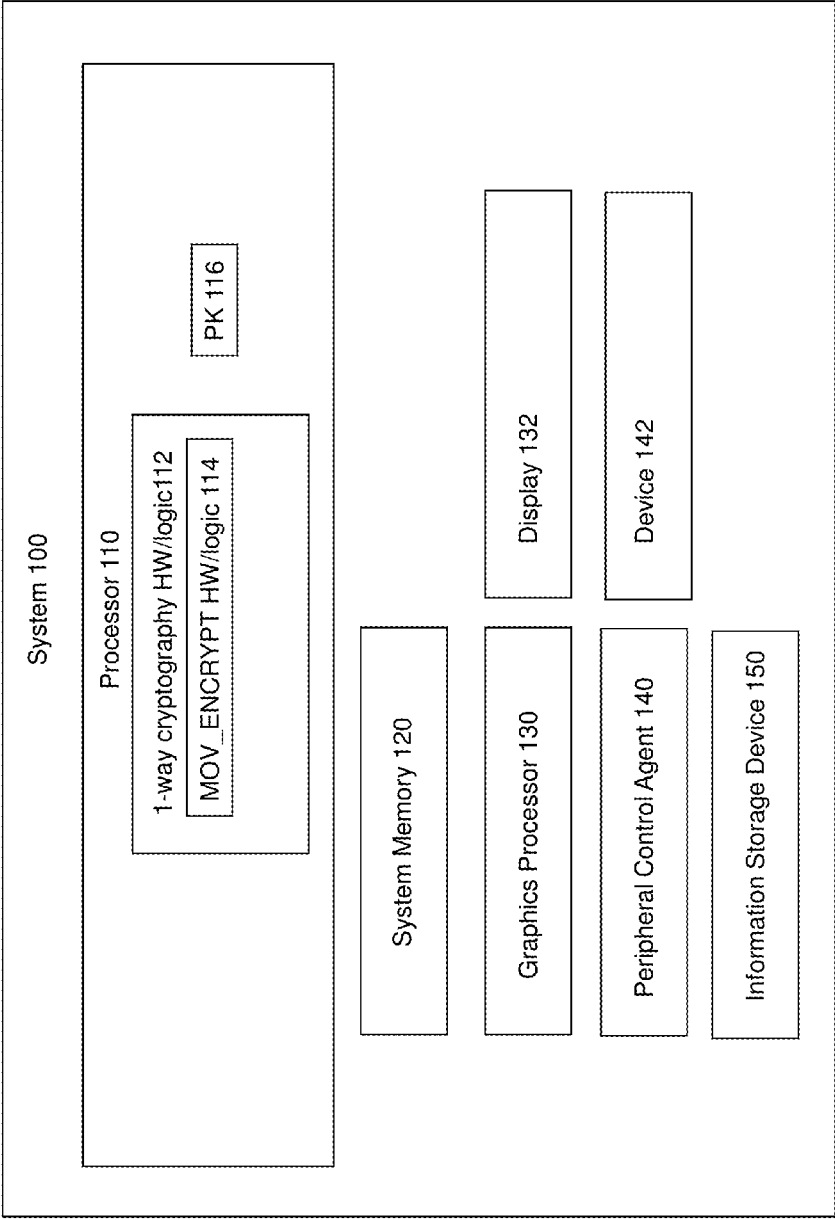 System 100
Processor 110
1-way cryptography HW/logic112
MOV_ENCRYPT HW/logic 114
PK 116
System Memory 120
Graphics Processor 130
Display 132
Peripheral Control Agent 140
Device 142
Information Storage Device 150